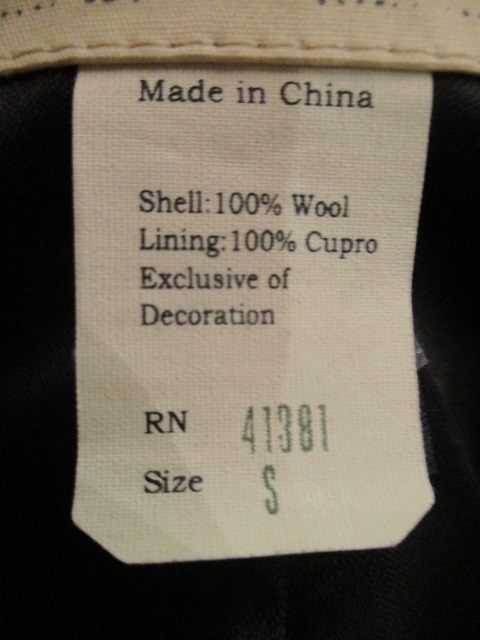 Made in China
Shell:100% Wool
Lining:100% Cupro
Exclusive of
Decoration
RN 41381
Size S